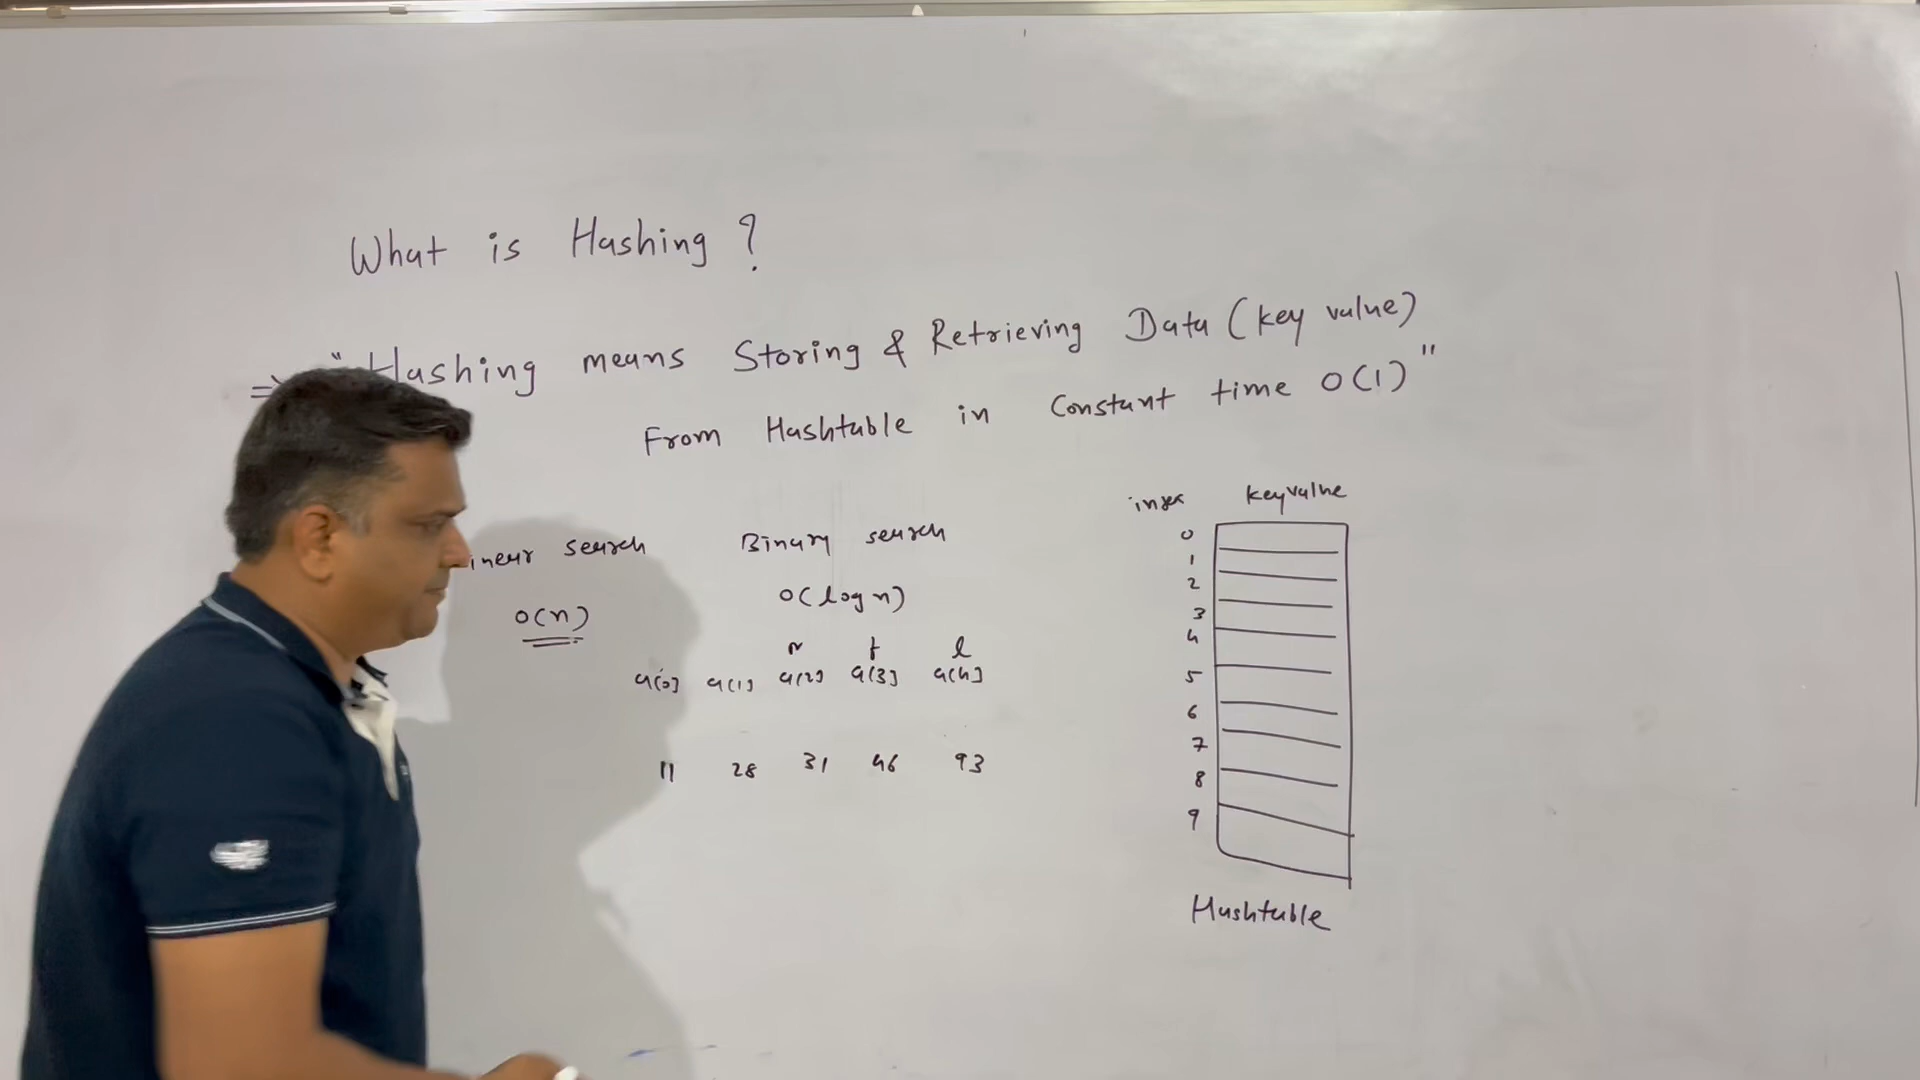 What is Hashing ?
⇒ " Hashing means Storing & Retrieving Data (key value)
From Hashtable in Constant time O(1) "
inear search
O(n)
Binary search
O(log n)
f l
a[0] a[1] a[2] a[3] a[4]
11 28 31 46 93
keyvalue
0
1
2
3
4
5
6
7
8
9
Hashtable